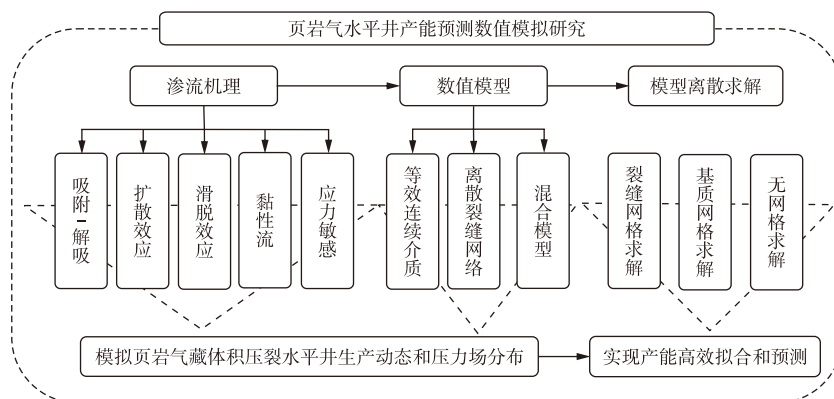 页岩气水平井产能预测数值模拟研究
渗流机理
数值模型
模型离散求解
吸附-解吸
扩散效应
滑脱效应
黏性流
应力敏感
等效连续介质
离散裂缝网络
混合模型
裂缝网格求解
基质网格求解
无网格求解
模拟页岩气藏体积压裂水平井生产动态和压力场分布
实现产能高效拟合和预测